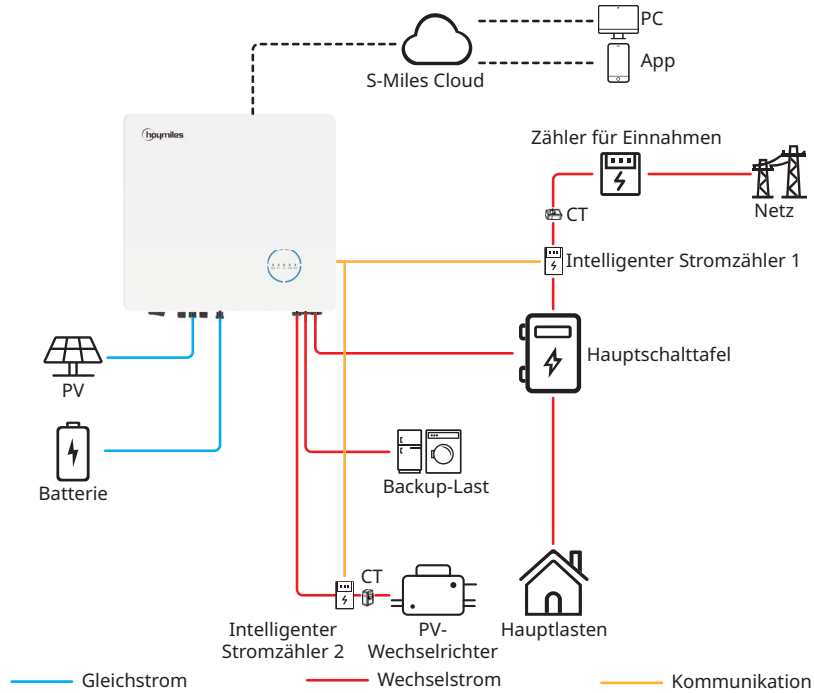 PC
App
S-Miles Cloud
hoymiles
Zähler für Einnahmen
Netz
CT
Intelligenter Stromzähler 1
Hauptschalttafel
PV
Batterie
Backup-Last
CT
Intelligenter
Stromzähler 2
PV-
Wechselrichter
Hauptlasten
Gleichstrom
Wechselstrom
Kommunikation